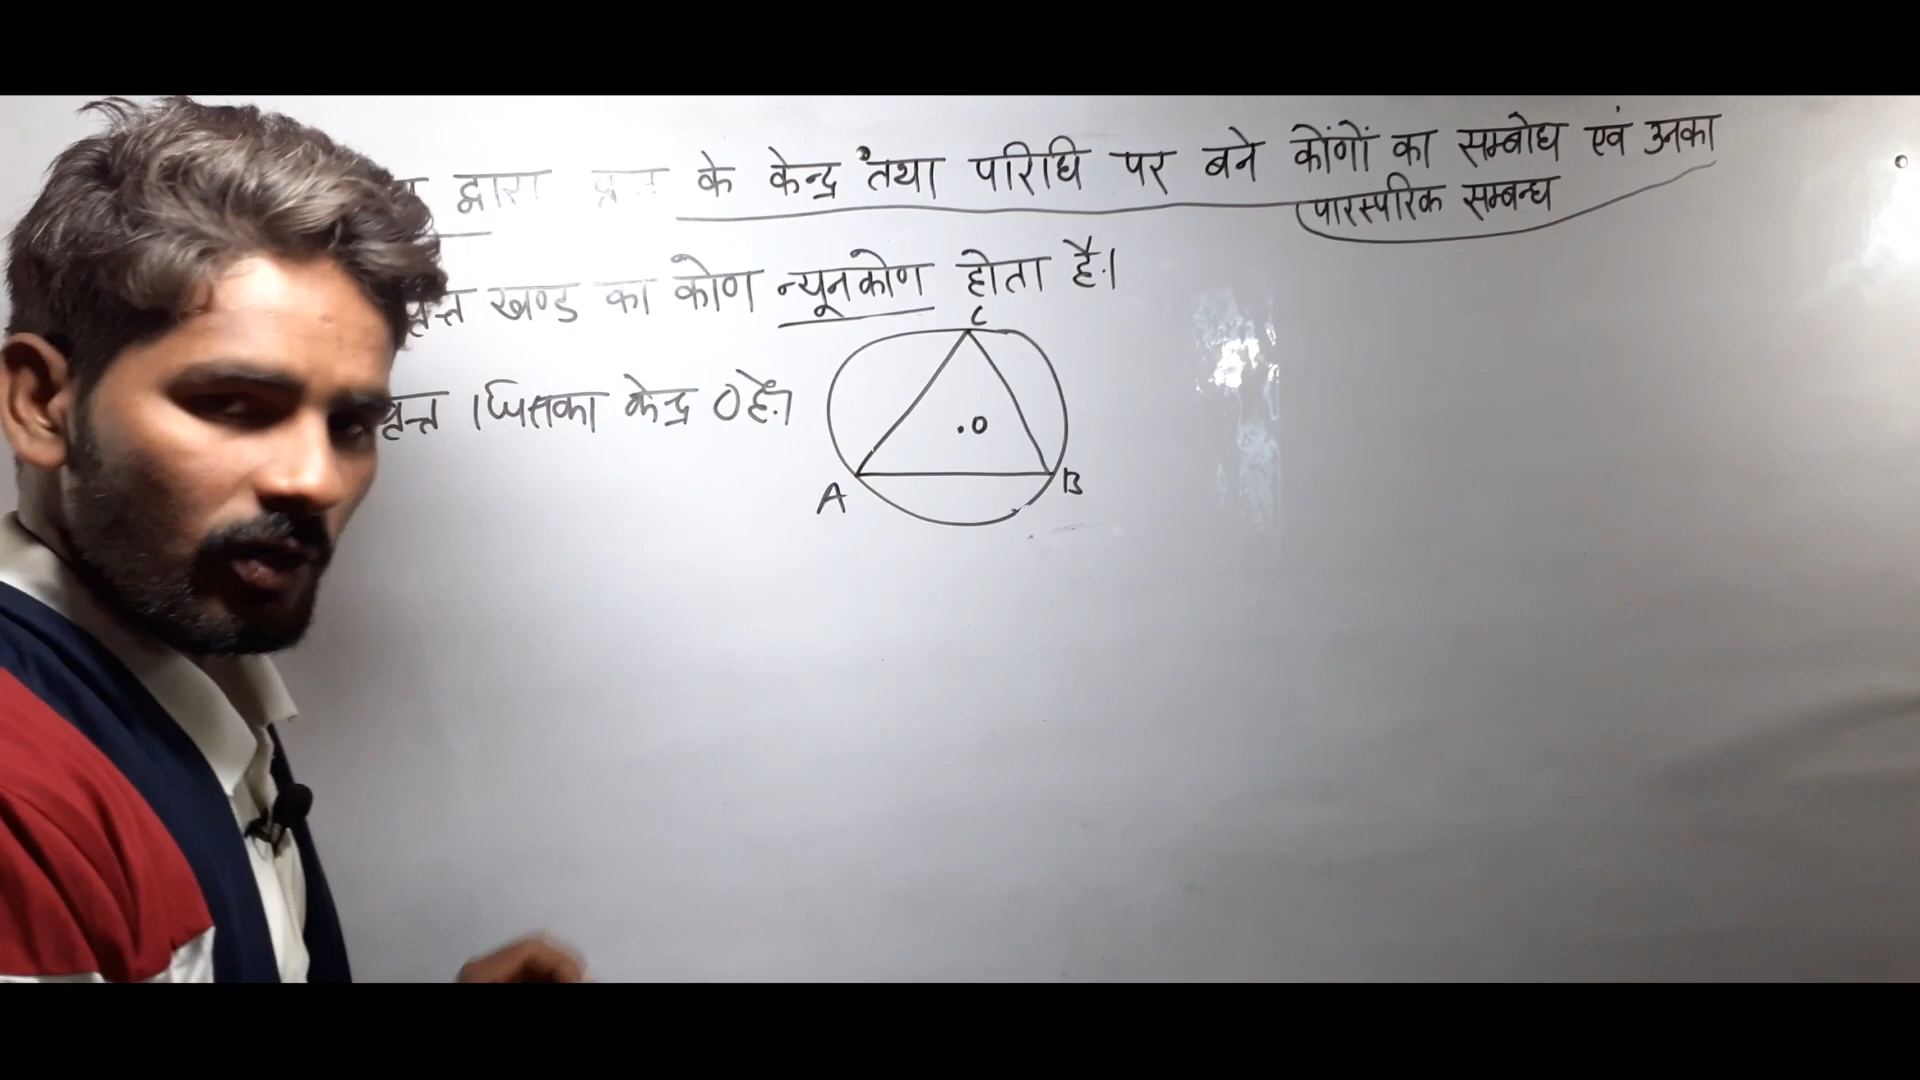 द्वारा के केन्द्र तथा परिधि पर बने कोंगों का सम्बोध एवं उनका
पारस्परिक सम्बन्ध
वृत्त खण्ड का कोण न्यूनकोण होता है।
वृत्त जिसका केन्द्र O है।
C
.O
A
B